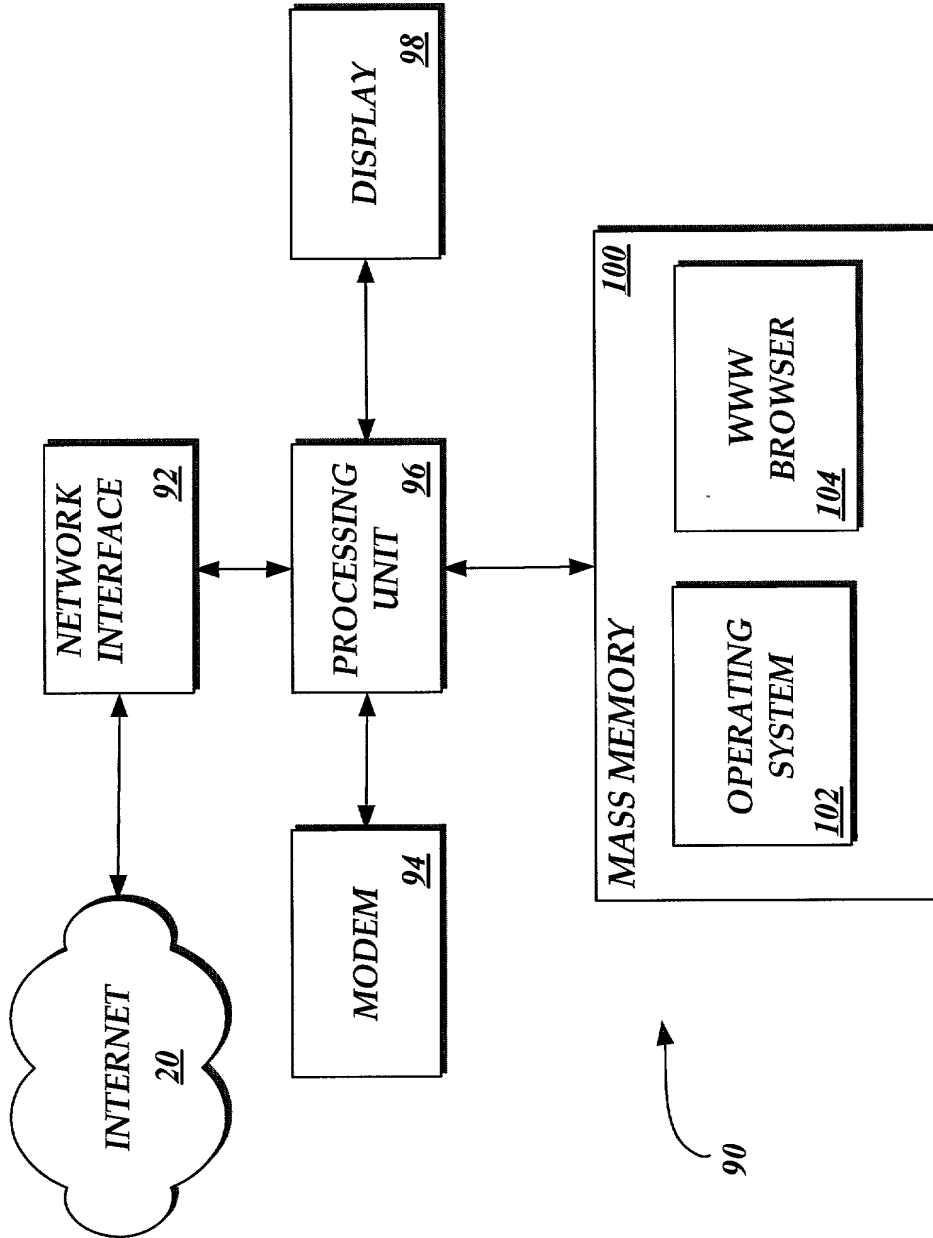 INTERNET
20
NETWORK
INTERFACE
92
MODEM
94
PROCESSING
UNIT
96
DISPLAY
98
MASS MEMORY
100
OPERATING
SYSTEM
102
WWW
BROWSER
104
90